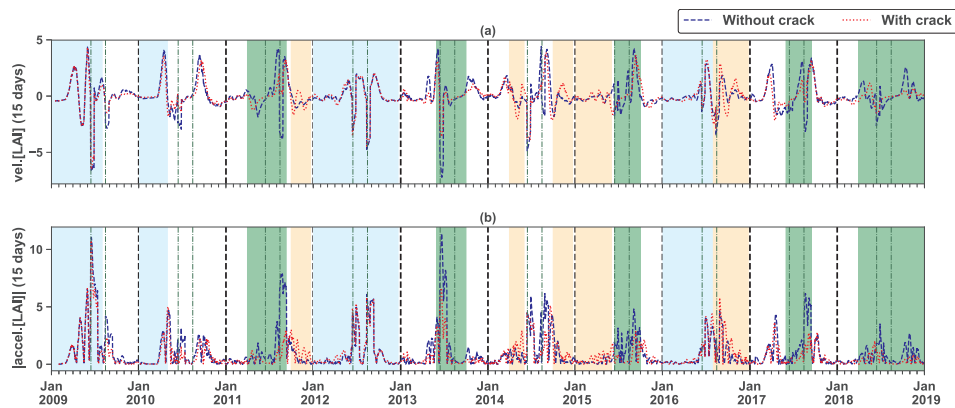 Without crack With crack
(a)
vel.[LAI] (15 days)
5
0
−5
(b)
|accel.[LAI]| (15 days)
10
5
0
Jan Jan Jan Jan Jan Jan Jan Jan Jan Jan Jan
2009 2010 2011 2012 2013 2014 2015 2016 2017 2018 2019